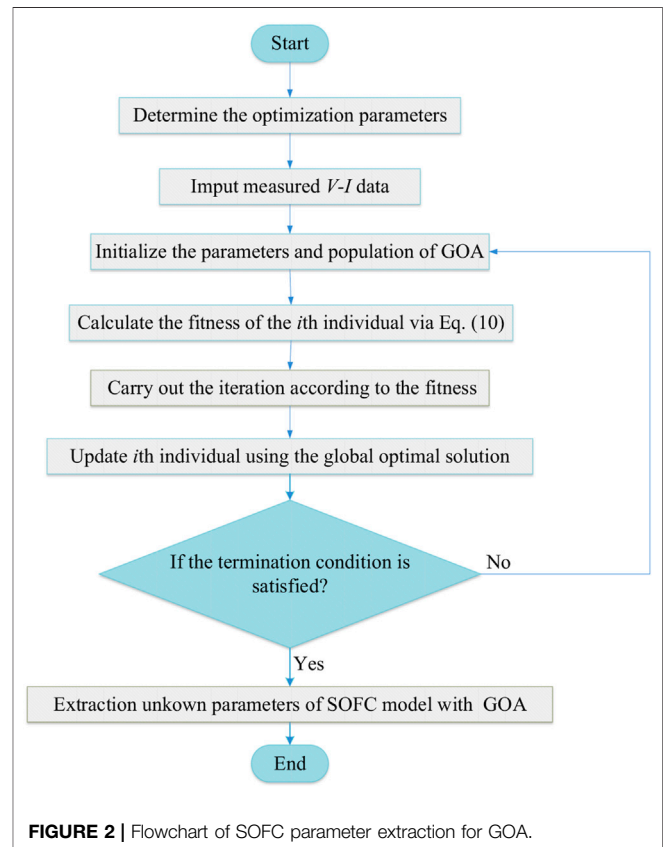 Start
Determine the optimization parameters
Imput measured V-I data
Initialize the parameters and population of GOA
Calculate the fitness of the ith individual via Eq. (10)
Carry out the iteration according to the fitness
Update ith individual using the global optimal solution
If the termination condition is
satisfied?
No
Yes
Extraction unkown parameters of SOFC model with GOA
End
FIGURE 2 | Flowchart of SOFC parameter extraction for GOA.